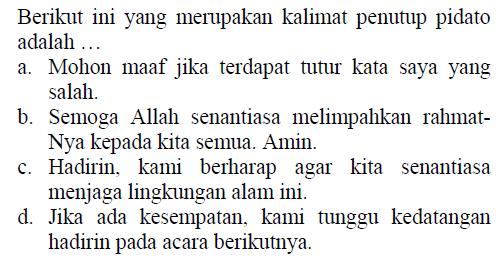 Berikut ini yang merupakan kalimat penutup pidato
adalah …
a. Mohon maaf jika terdapat tutur kata saya yang
salah.
b. Semoga Allah senantiasa melimpahkan rahmat-
Nya kepada kita semua. Amin.
c. Hadirin, kami berharap agar kita senantiasa
menjaga lingkungan alam ini.
d. Jika ada kesempatan, kami tunggu kedatangan
hadirin pada acara berikutnya.